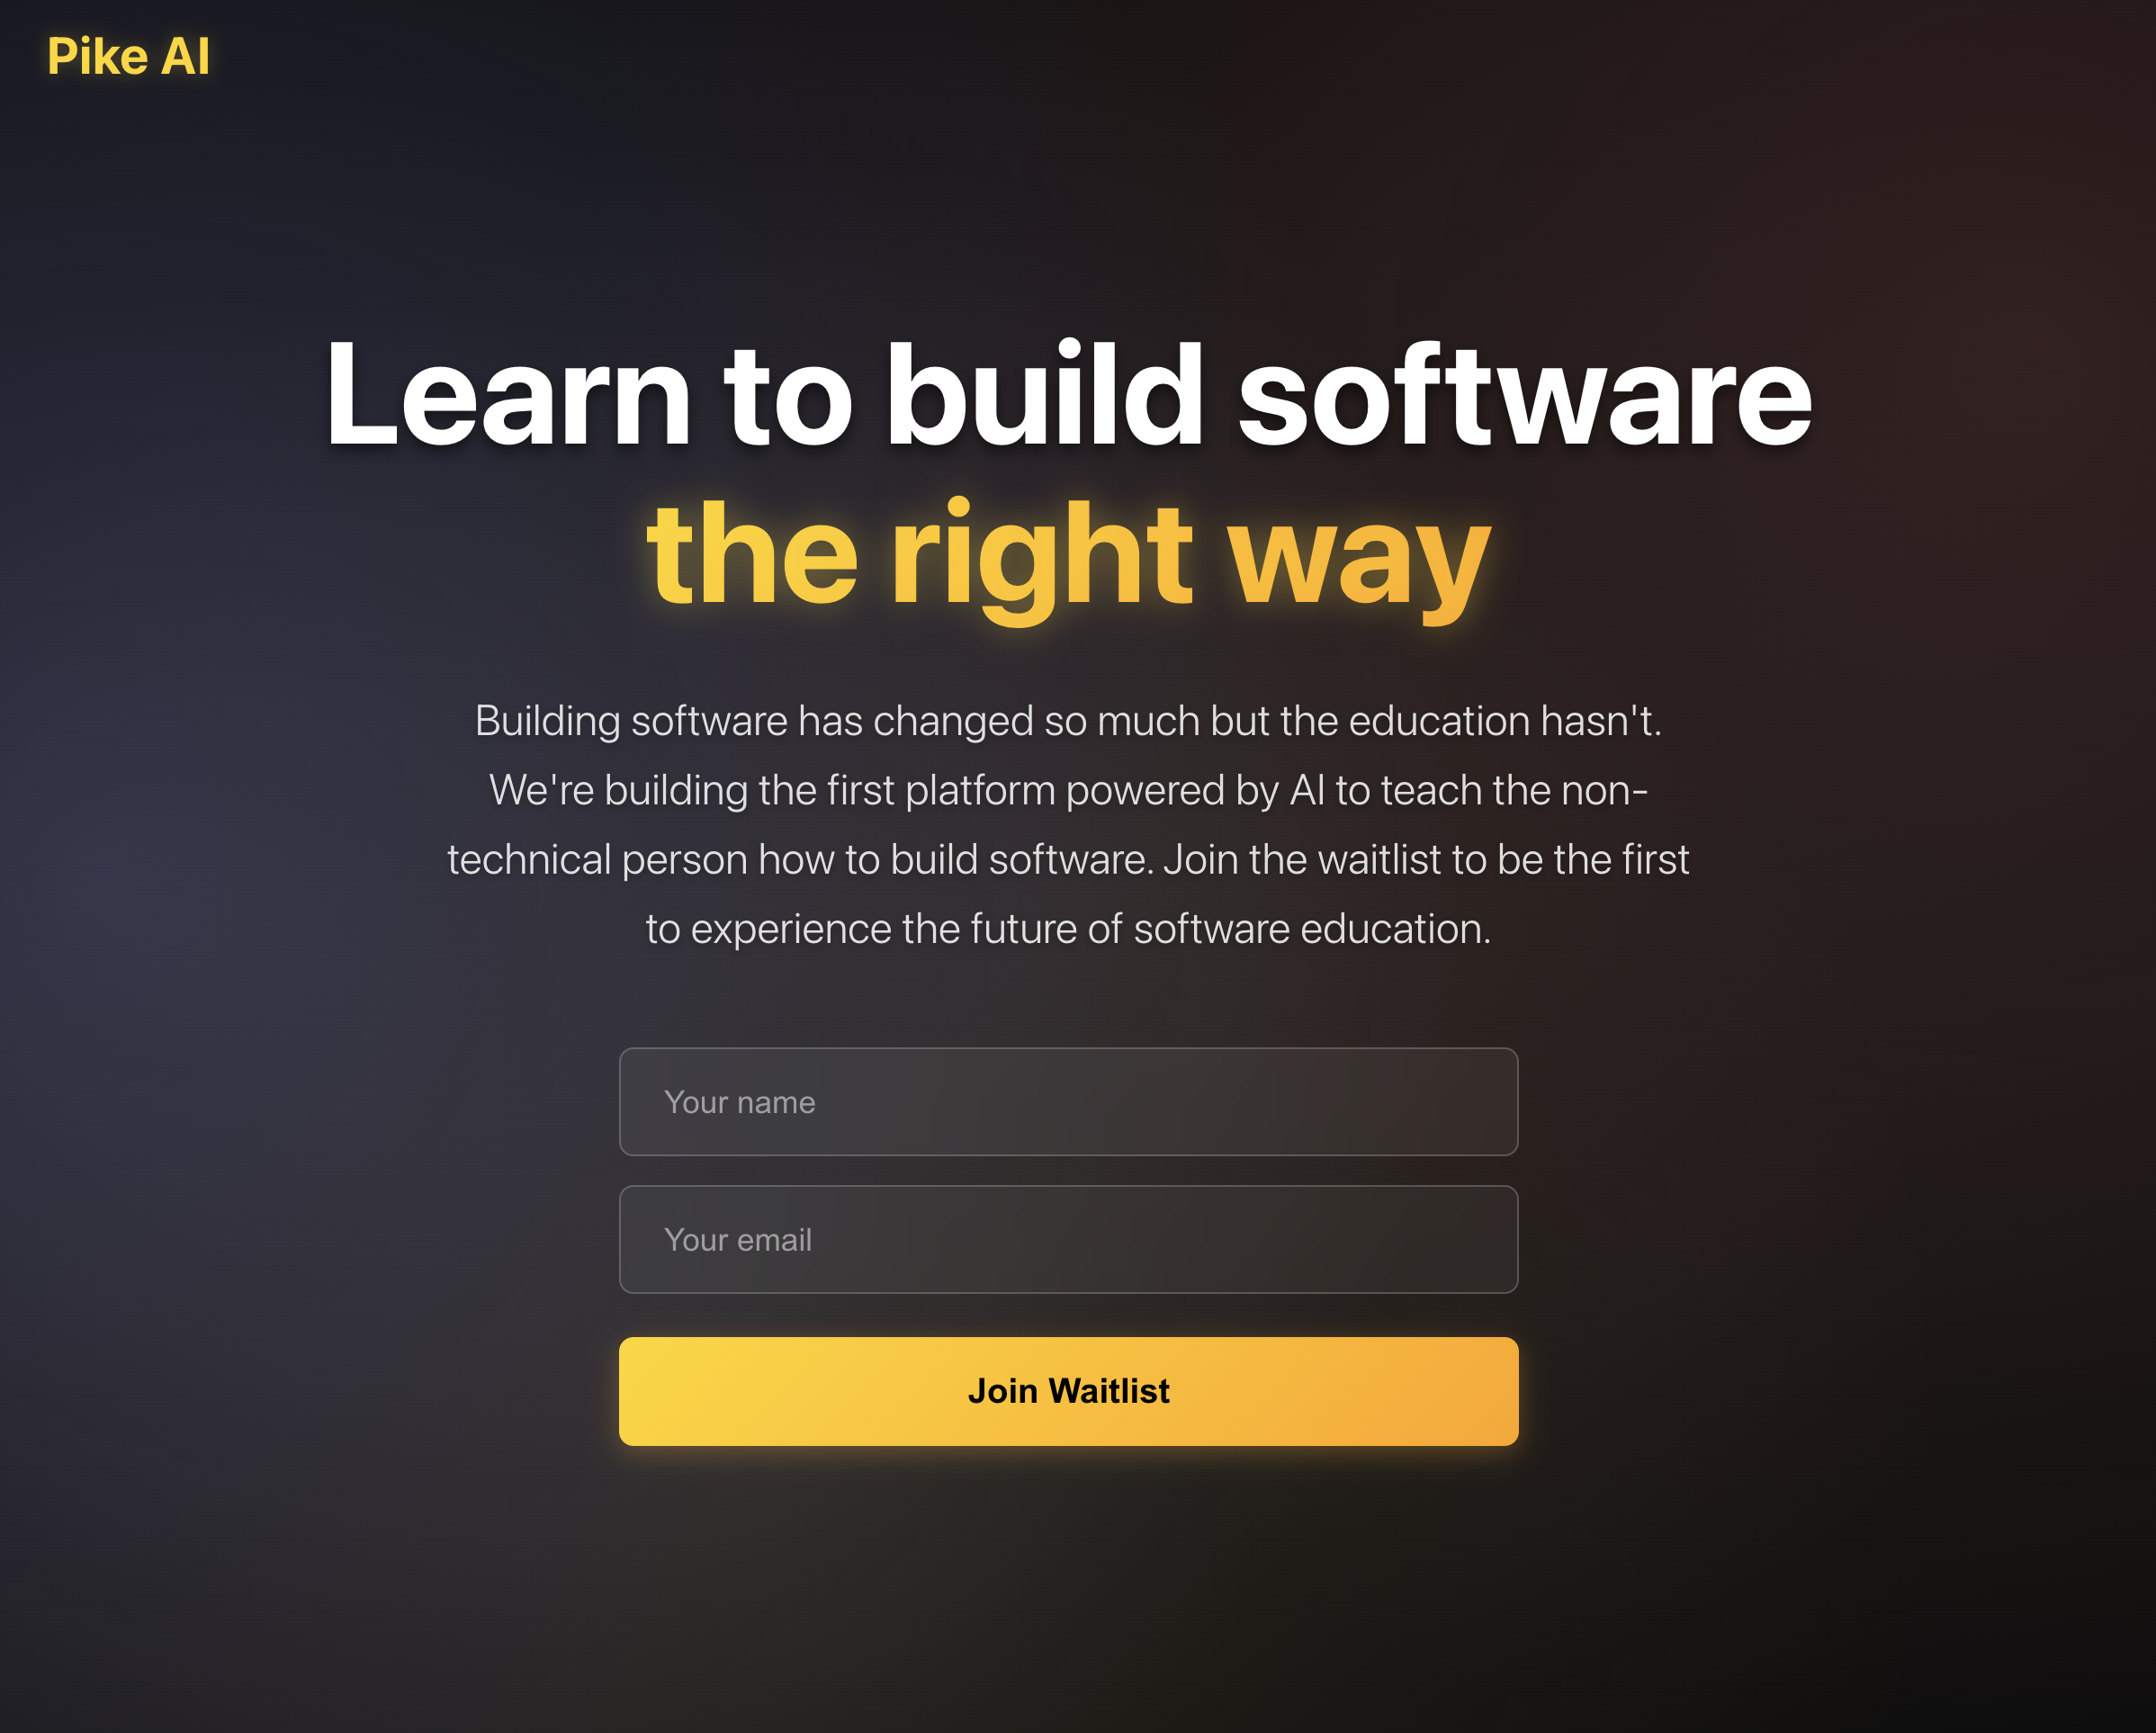 Pike AI
Learn to build software
the right way
Building software has changed so much but the education hasn't.
We're building the first platform powered by AI to teach the non-
technical person how to build software. Join the waitlist to be the first
to experience the future of software education.
Your name
Your email
Join Waitlist